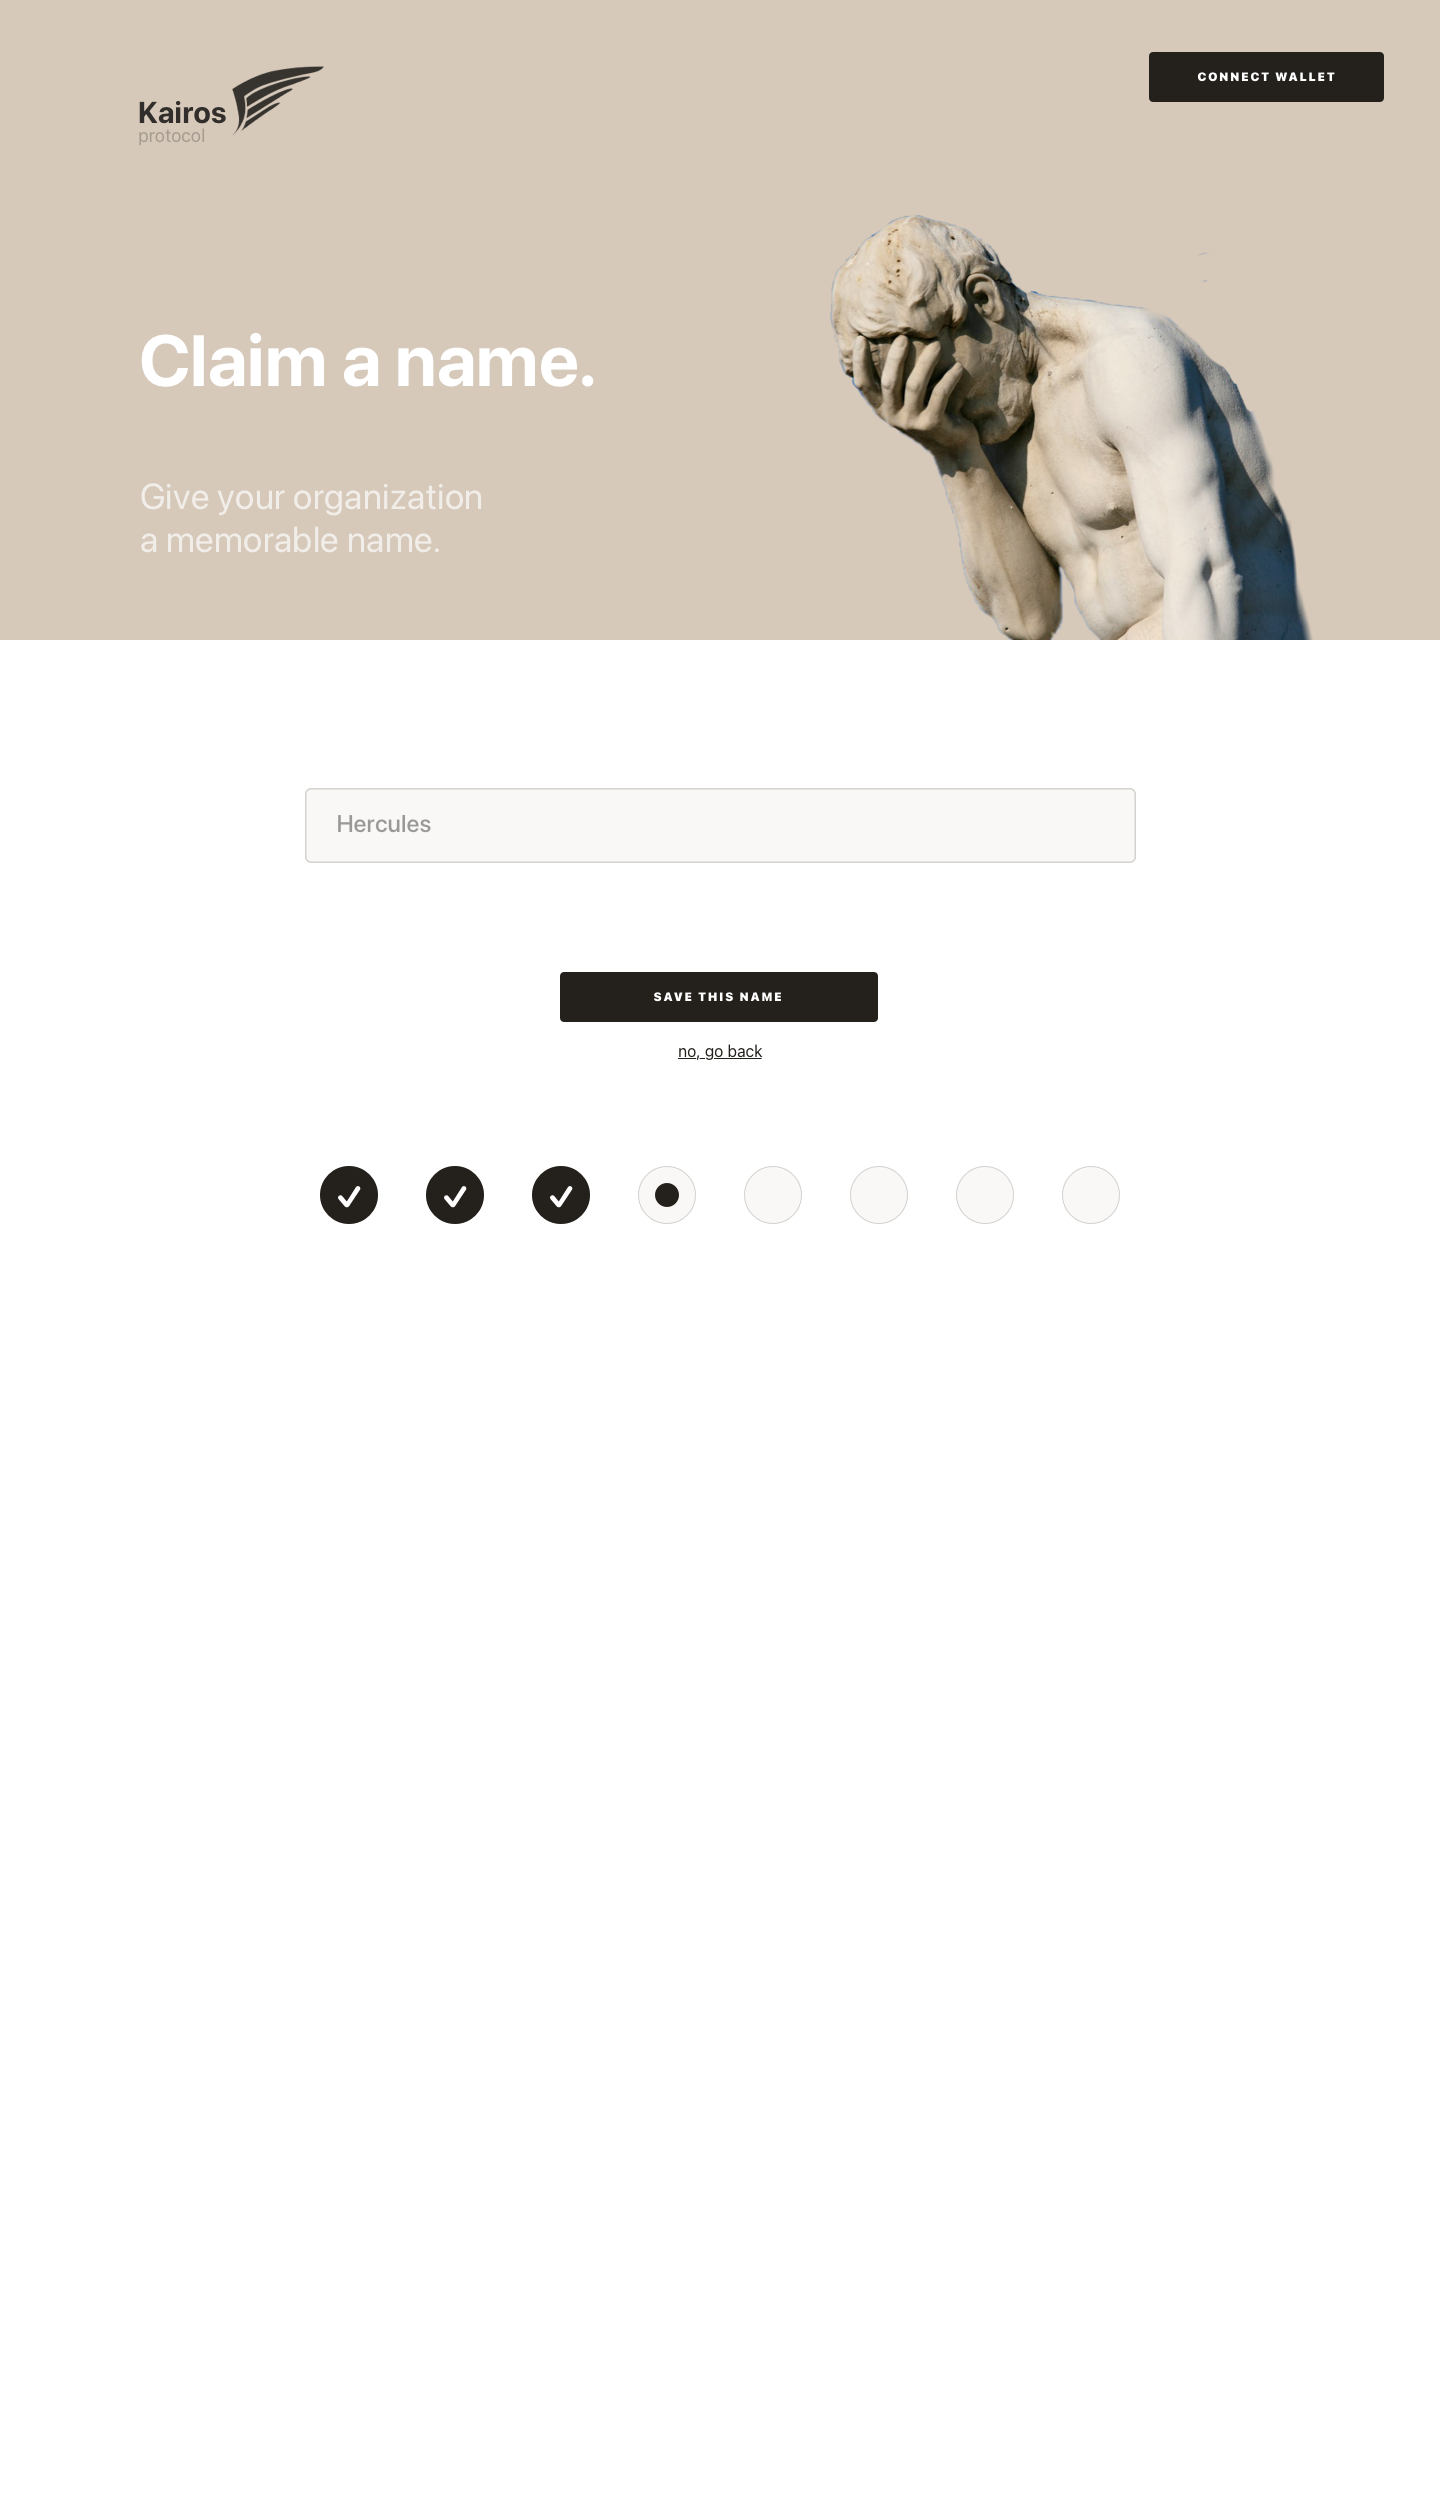 Kairos
protocol
CONNECT WALLET
Claim a name.
Give your organization
a memorable name.
Hercules
SAVE THIS NAME
no, go back